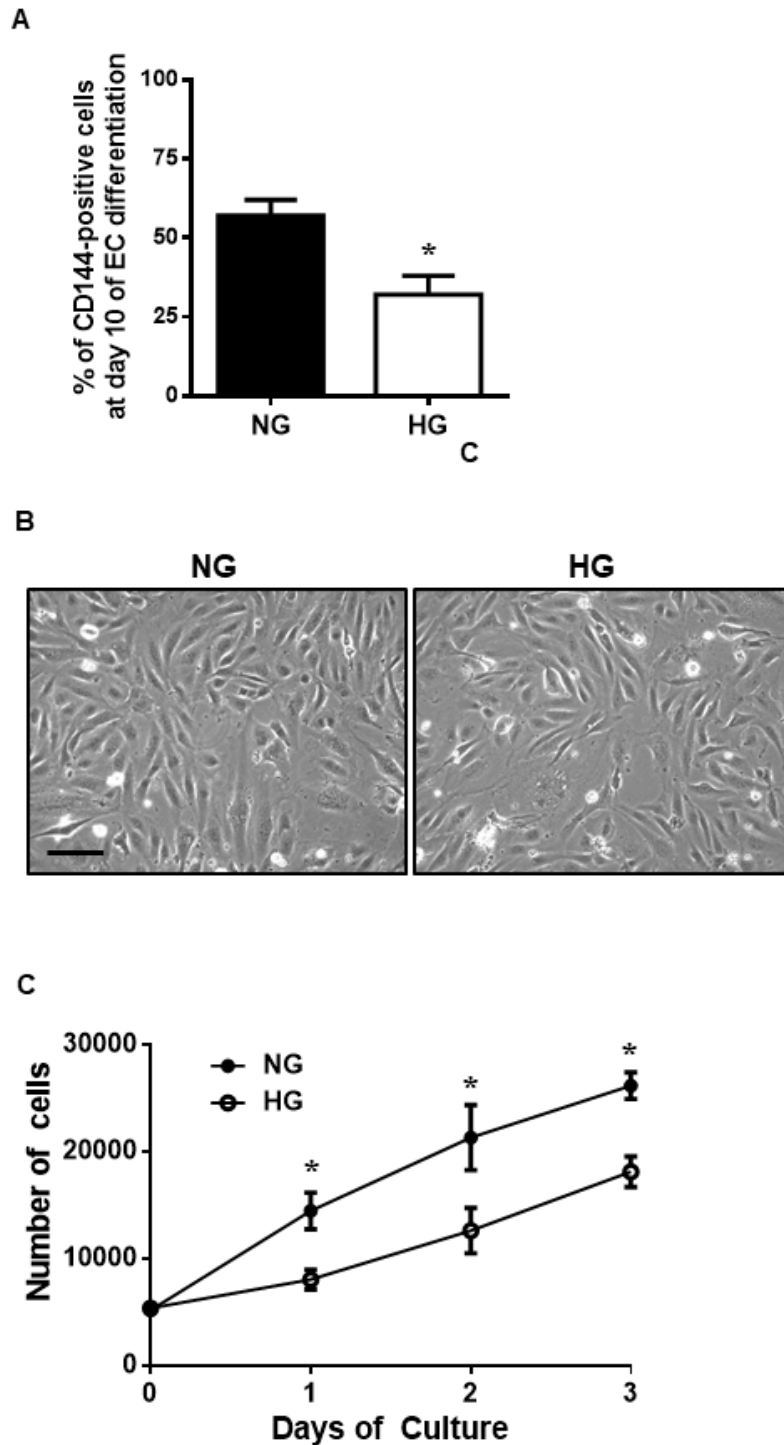 A
% of CD144-positive cells
at day 10 of EC differentiation
100
75
50
25
0
*
NG
HG
C
B
NG
HG
C
Number of cells
30000
20000
10000
0
NG
HG
*
*
*
0
1
2
3
Days of Culture